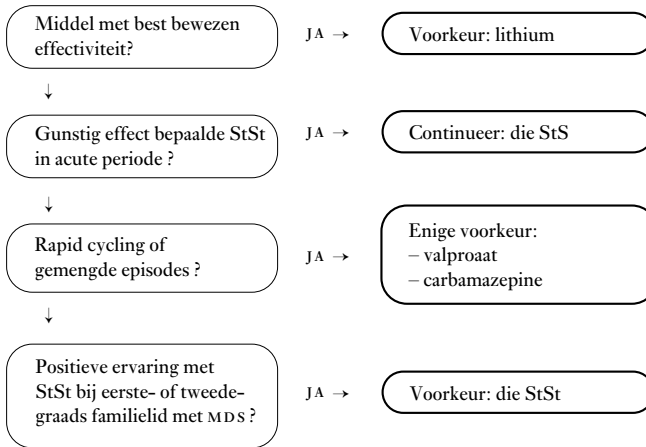 Middel met best bewezen
effectiviteit?
JA →
Voorkeur: lithium
↓
Gunstig effect bepaalde StSt
in acute periode ?
JA →
Continueer: die StS
↓
Rapid cycling of
gemengde episodes ?
JA →
Enige voorkeur:
– valproaat
– carbamazepine
↓
Positieve ervaring met
StSt bij eerste- of tweede-
graads familielid met MDS ?
JA →
Voorkeur: die StSt